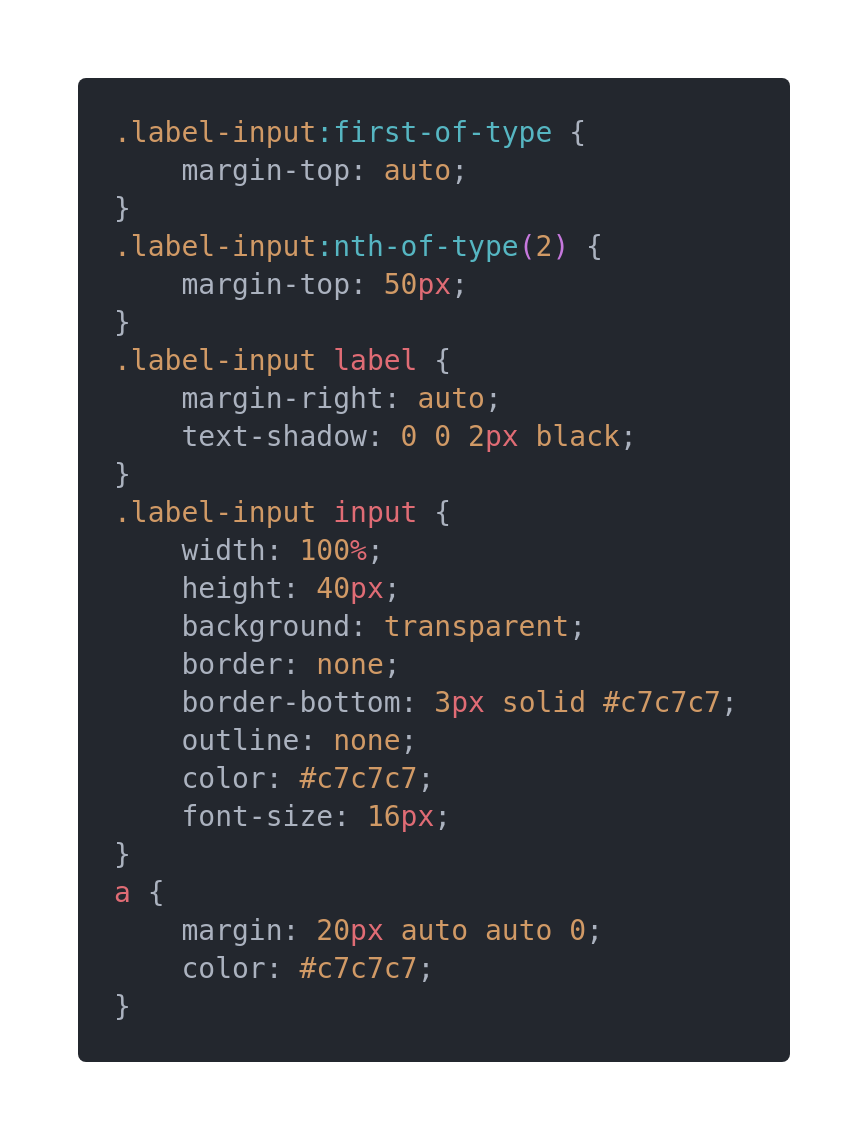 .label-input:first-of-type {
    margin-top: auto;
}
.label-input:nth-of-type(2) {
    margin-top: 50px;
}
.label-input label {
    margin-right: auto;
    text-shadow: 0 0 2px black;
}
.label-input input {
    width: 100%;
    height: 40px;
    background: transparent;
    border: none;
    border-bottom: 3px solid #c7c7c7;
    outline: none;
    color: #c7c7c7;
    font-size: 16px;
}
a {
    margin: 20px auto auto 0;
    color: #c7c7c7;
}